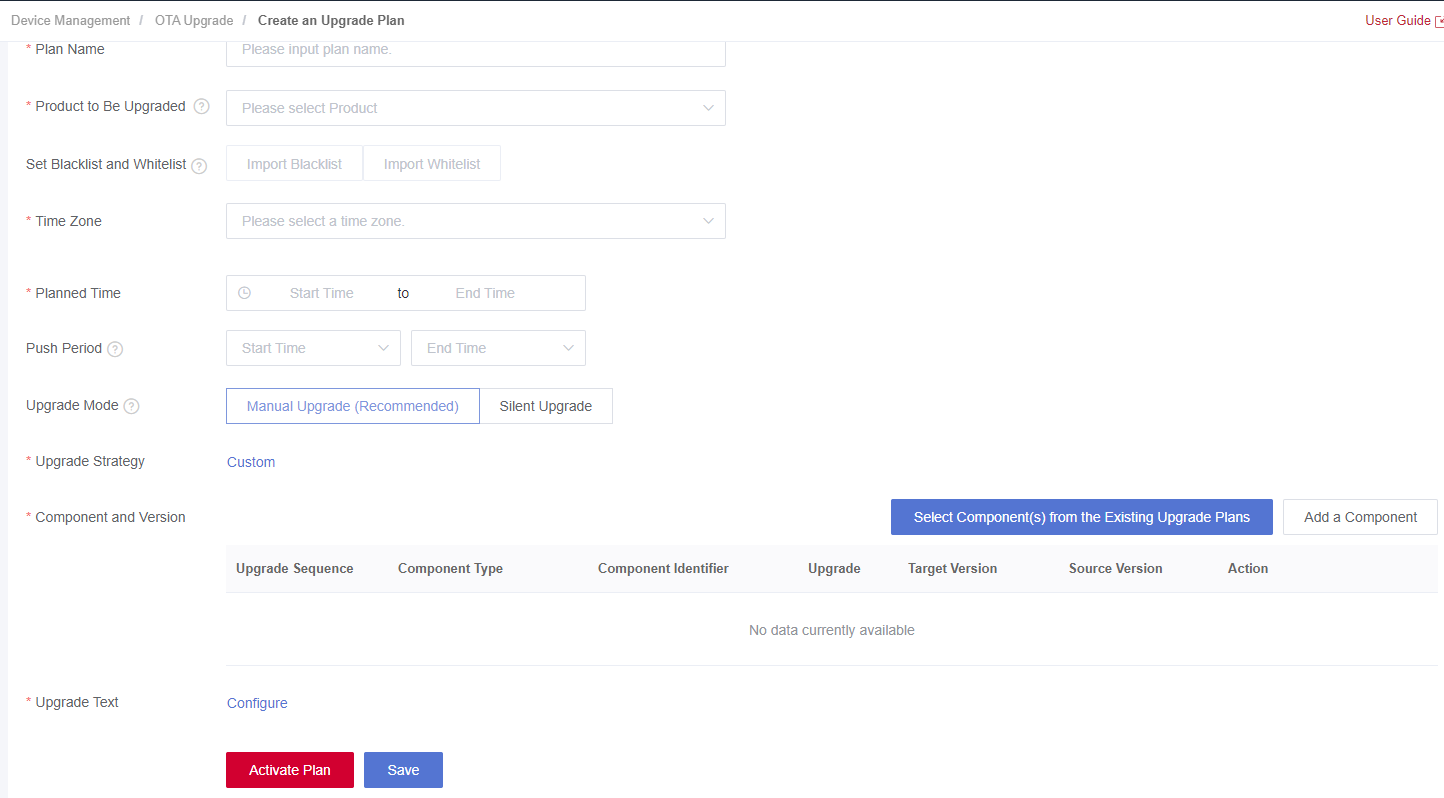 Device Management / OTA Upgrade / Create an Upgrade Plan User Guide
* Plan Name Please input plan name.
* Product to Be Upgraded ? Please select Product
Set Blacklist and Whitelist ? Import Blacklist Import Whitelist
* Time Zone Please select a time zone.
* Planned Time Start Time to End Time
Push Period ? Start Time End Time
Upgrade Mode ? Manual Upgrade (Recommended) Silent Upgrade
* Upgrade Strategy Custom
* Component and Version Select Component(s) from the Existing Upgrade Plans Add a Component
Upgrade Sequence Component Type Component Identifier Upgrade Target Version Source Version Action
No data currently available
* Upgrade Text Configure
Activate Plan Save